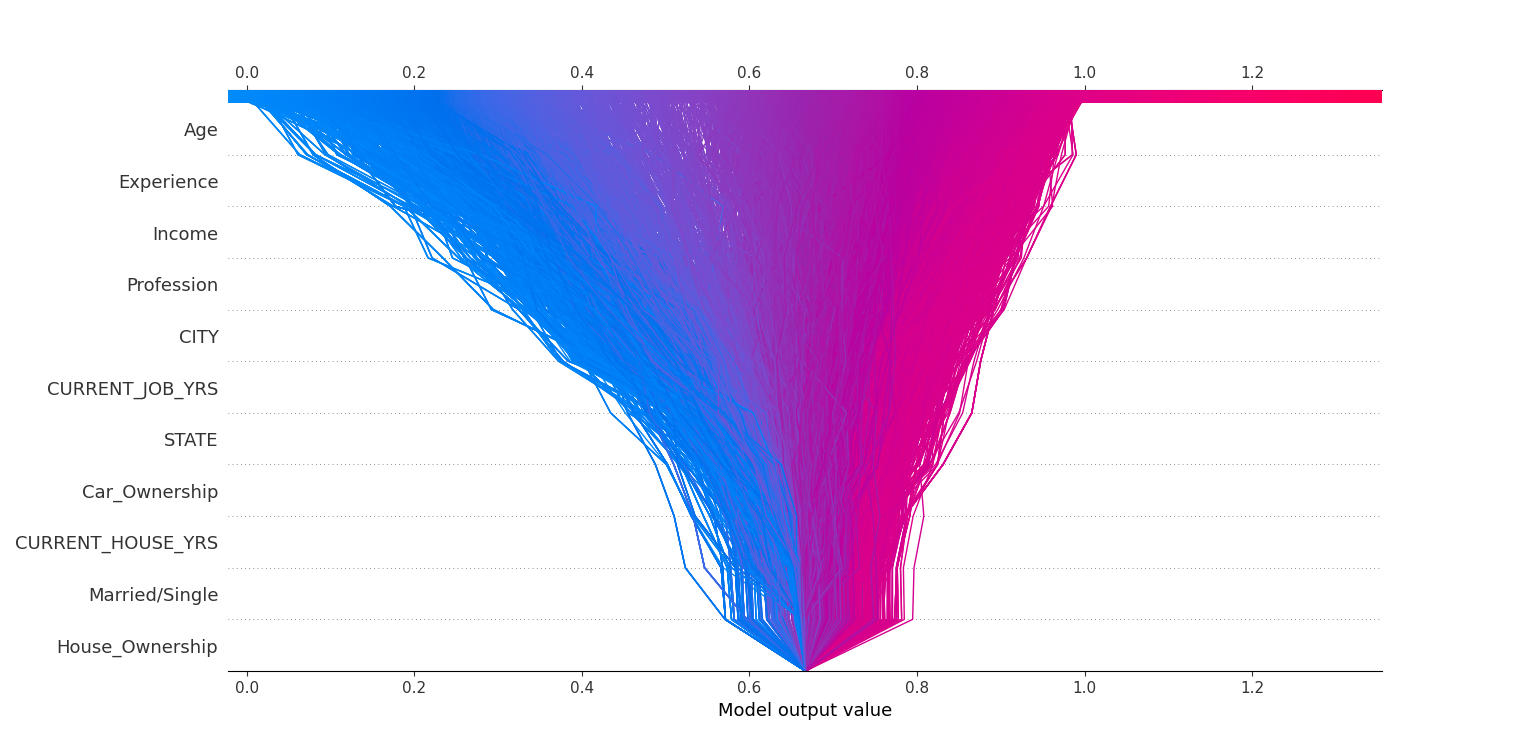 0.0 0.2 0.4 0.6 0.8 1.0 1.2
Age
Experience
Income
Profession
CITY
CURRENT_JOB_YRS
STATE
Car_Ownership
CURRENT_HOUSE_YRS
Married/Single
House_Ownership
0.0 0.2 0.4 0.6 0.8 1.0 1.2
Model output value